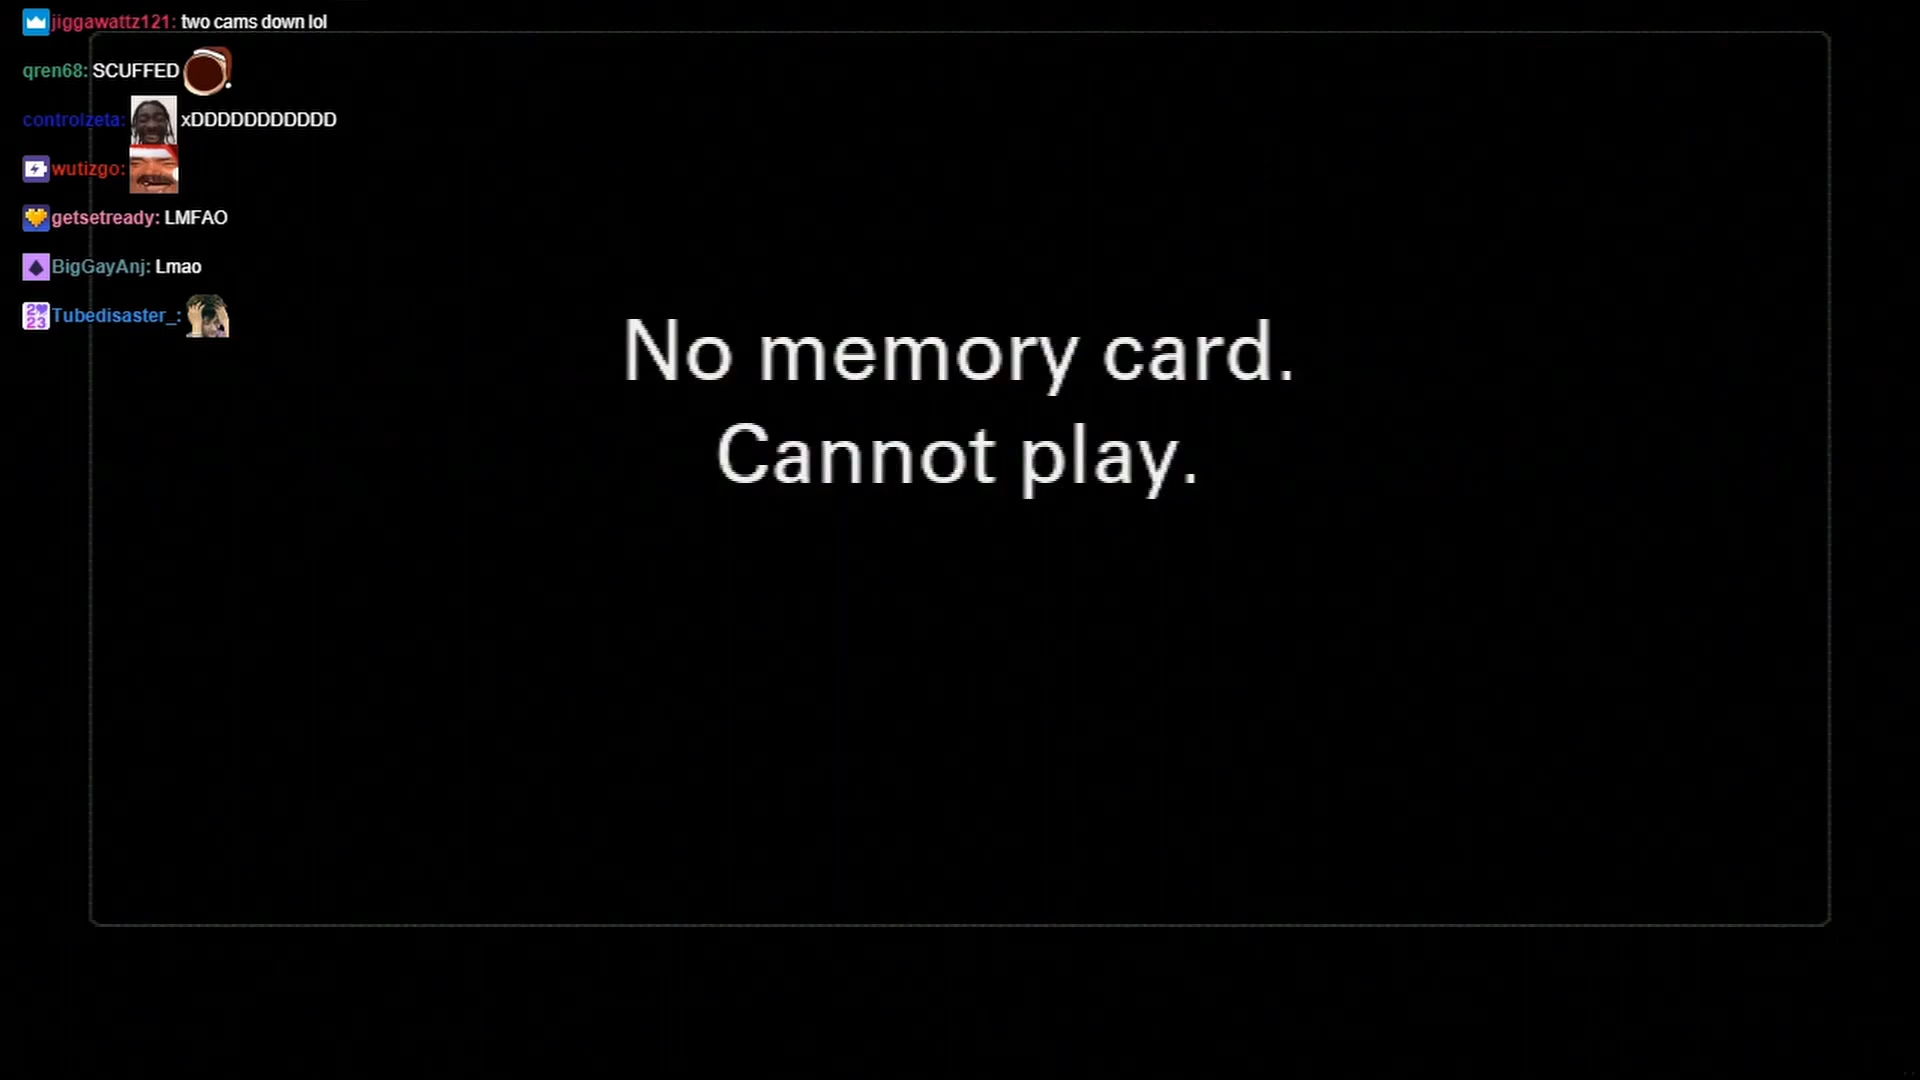 jiggawattz121: two cams down lol
qren68: SCUFFED
controlzeta: xDDDDDDDDDDD
wutizgo:
getsetready: LMFAO
BigGayAnj: Lmao
2023 Tubedisaster_:
No memory card.
Cannot play.